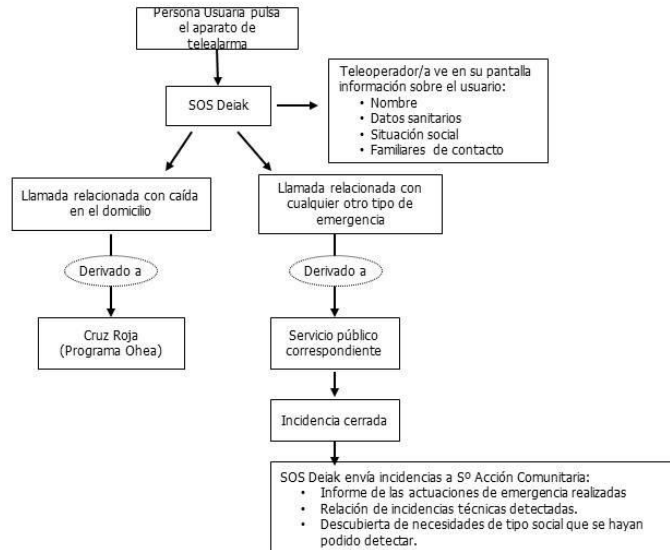 Persona Usuaria pulsa
el aparato de
telealarma
SOS Deiak
Teleoperador/a ve en su pantalla
información sobre el usuario:
• Nombre
• Datos sanitarios
• Situación social
• Familiares de contacto
Llamada relacionada con caída
en el domicilio
Llamada relacionada con
cualquier otro tipo de
emergencia
Derivado a
Derivado a
Cruz Roja
(Programa Ohea)
Servicio público
correspondiente
Incidencia cerrada
SOS Deiak envía incidencias a Sº Acción Comunitaria:
• Informe de las actuaciones de emergencia realizadas
• Relación de incidencias técnicas detectadas.
• Descubierta de necesidades de tipo social que se hayan
podido detectar.